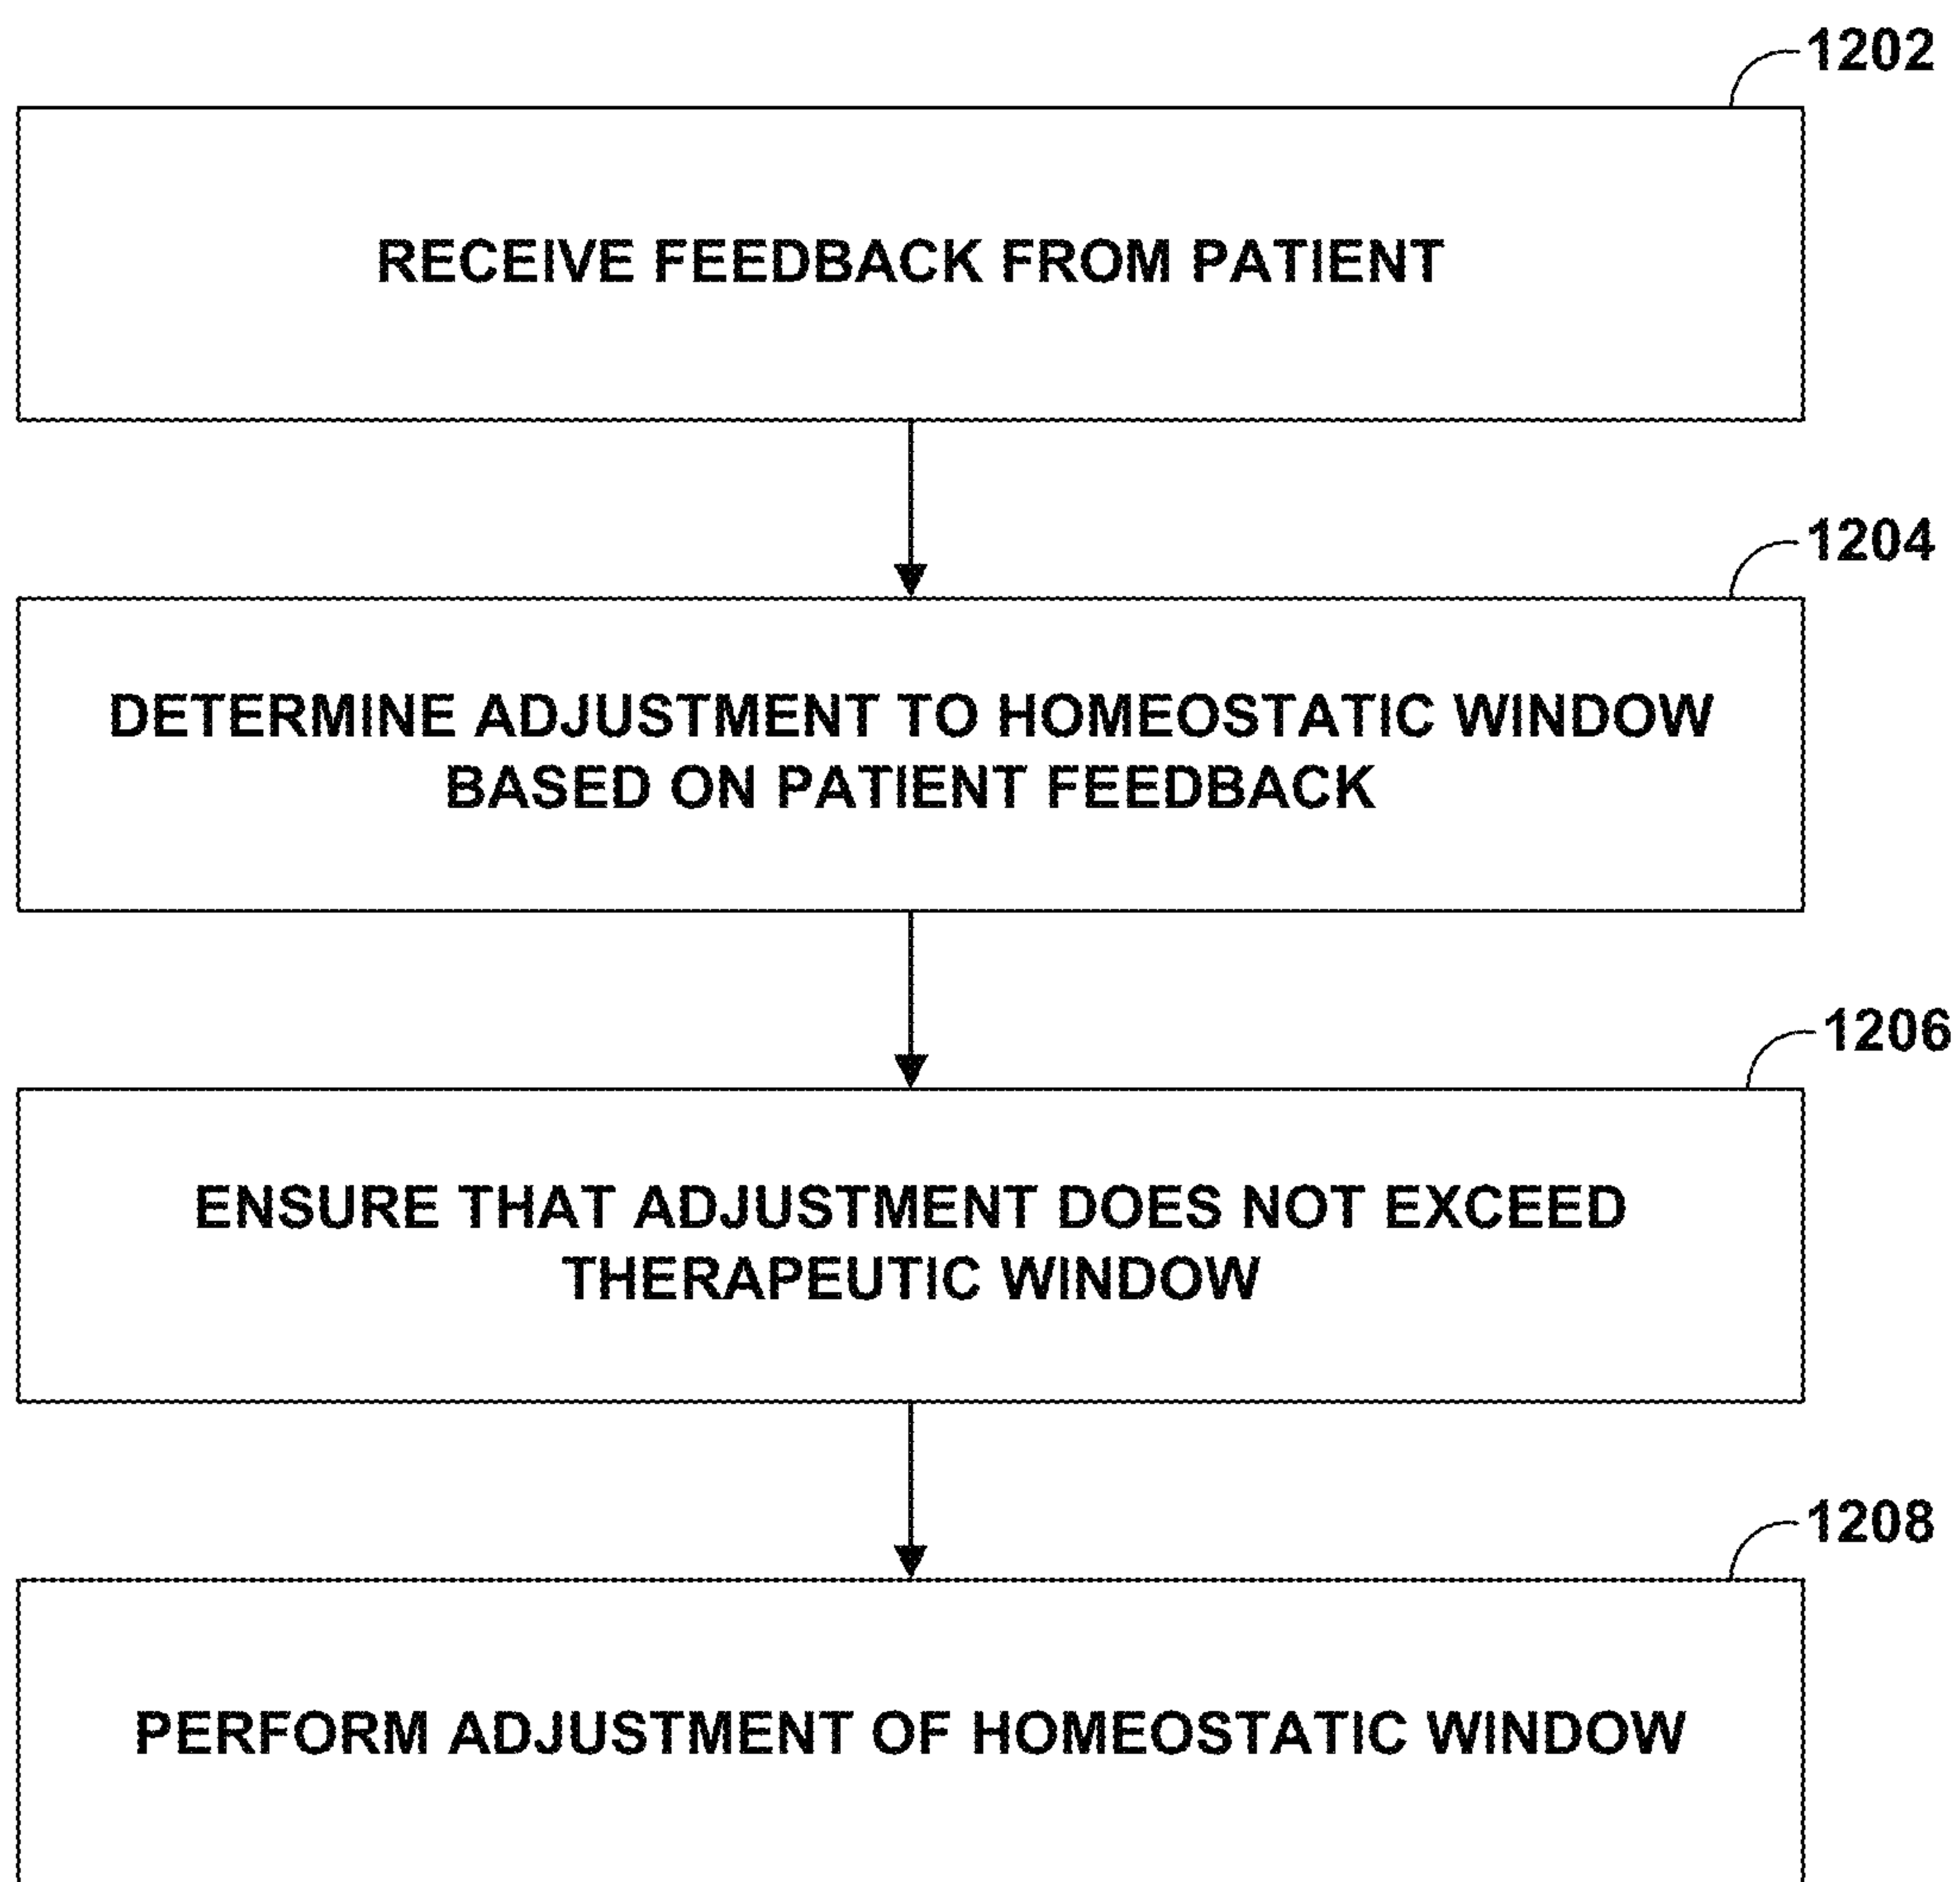 1202
RECEIVE FEEDBACK FROM PATIENT
1204
DETERMINE ADJUSTMENT TO HOMEOSTATIC WINDOW
BASED ON PATIENT FEEDBACK
1206
ENSURE THAT ADJUSTMENT DOES NOT EXCEED
THERAPEUTIC WINDOW
1208
PERFORM ADJUSTMENT OF HOMEOSTATIC WINDOW